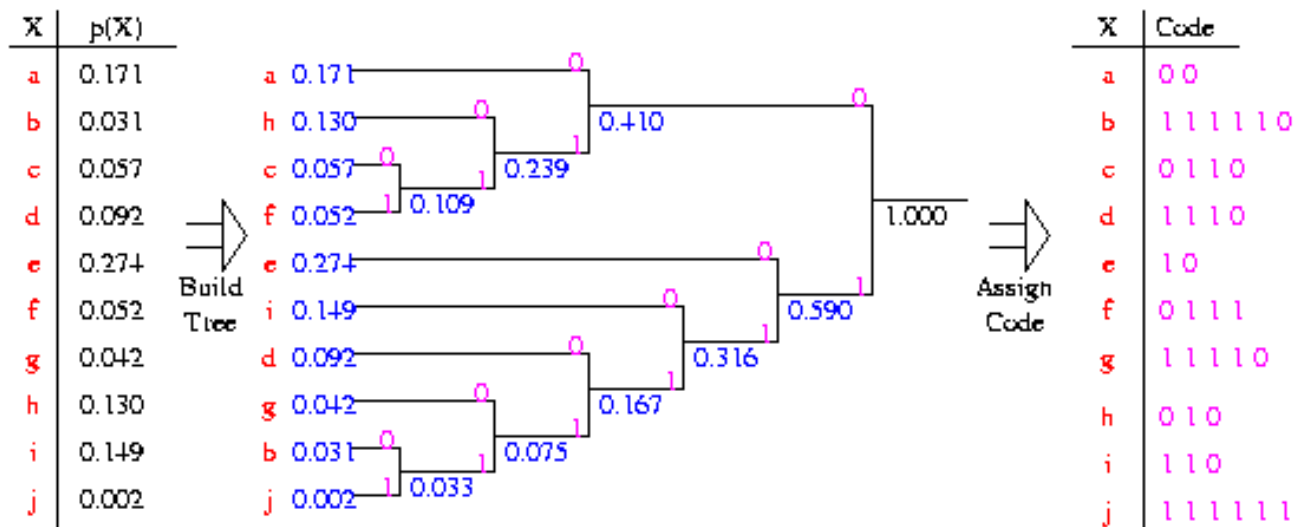 X p(X)
a 0.171
b 0.031
c 0.057
d 0.092
e 0.274
f 0.052
g 0.042
h 0.130
i 0.149
j 0.002
Build
Tree
a 0.171 0
h 0.130 0 0.410 0
c 0.057 0 0.239 1
f 0.052 1 0.109 1 1.000
e 0.274 0
i 0.149 0 0.590 1
d 0.092 0 0.316 1
g 0.042 0 0.167 1
b 0.031 0 0.075 1
j 0.002 1 0.033 1
Assign
Code
X Code
a 0 0
b 1 1 1 1 1 0
c 0 1 1 0
d 1 1 1 0
e 1 0
f 0 1 1 1
g 1 1 1 1 0
h 0 1 0
i 1 1 0
j 1 1 1 1 1 1